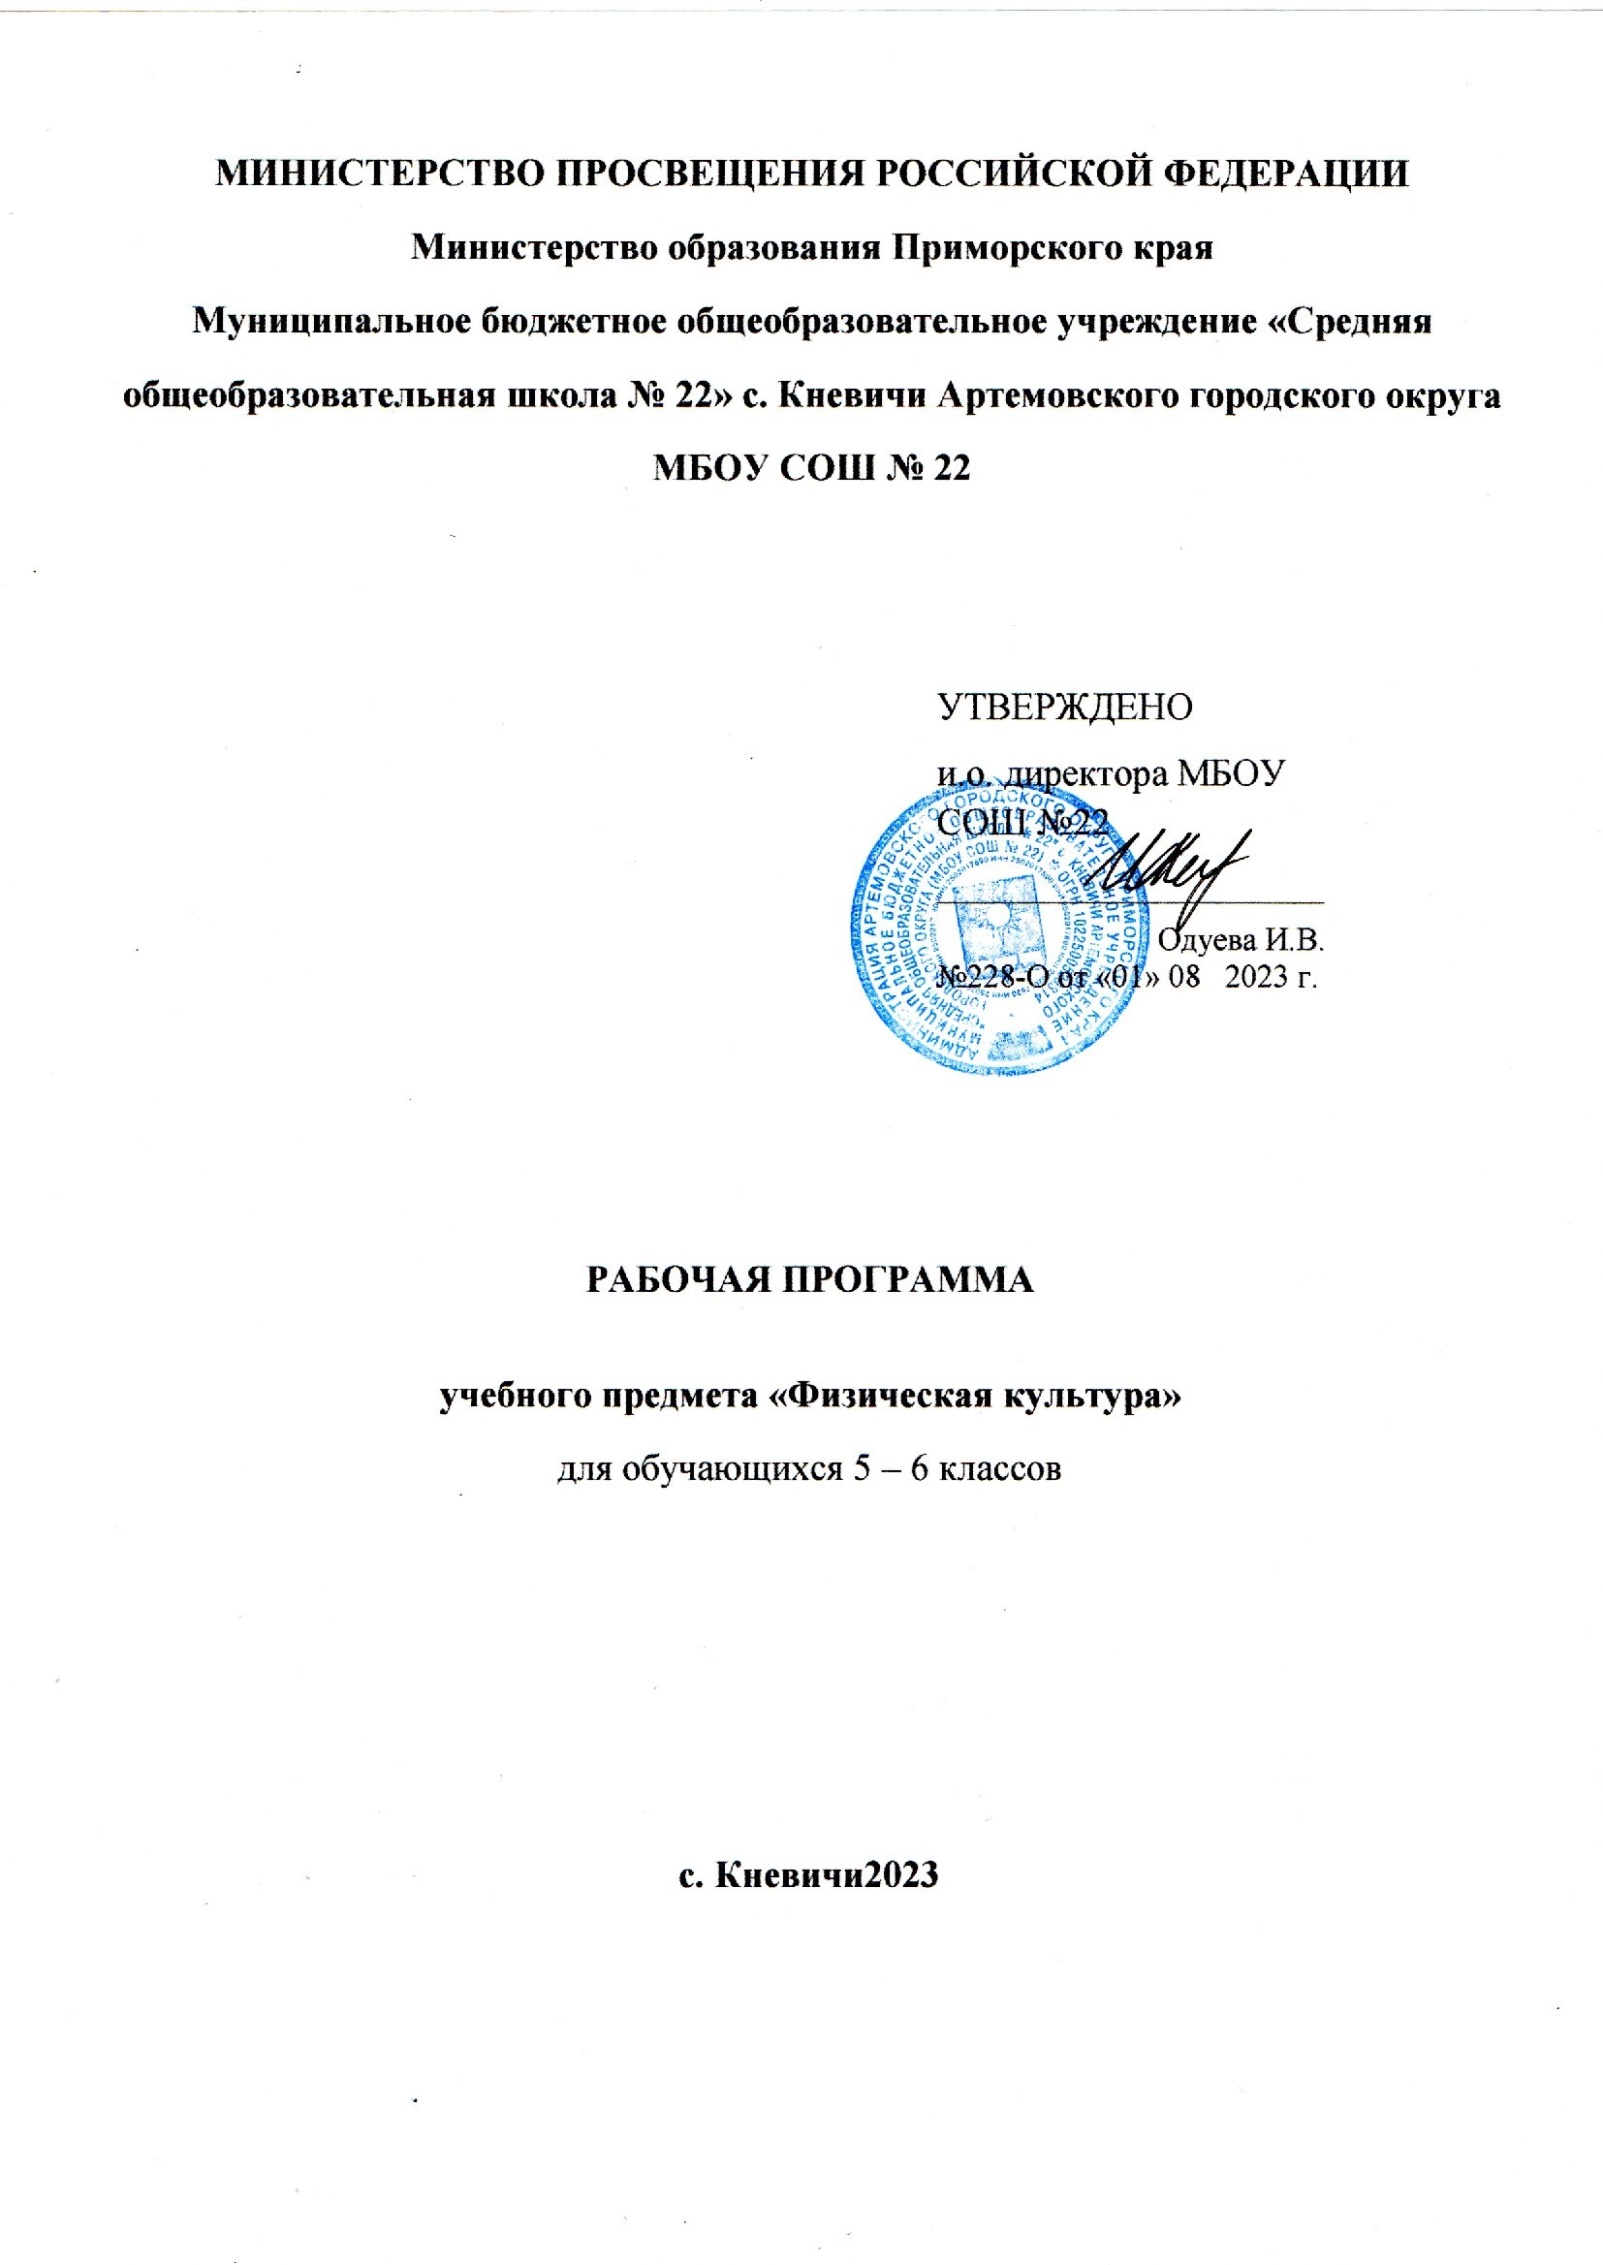 МИНИСТЕРСТВО ПРОСВЕЩЕНИЯ РОССИЙСКОЙ ФЕДЕРАЦИИ
Министерство образования Приморского края
Муниципальное бюджетное общеобразовательное учреждение «Средняя
общеобразовательная школа № 22» с. Кневичи Артемовского городского округа
МБОУ СОШ № 22
УТВЕРЖДЕНО
и.о. директора МБОУ
СОШ №22
Одуева И.В.
№228-О от «01» 08 2023 г.
РАБОЧАЯ ПРОГРАММА
учебного предмета «Физическая культура»
для обучающихся 5 – 6 классов
с. Кневичи2023